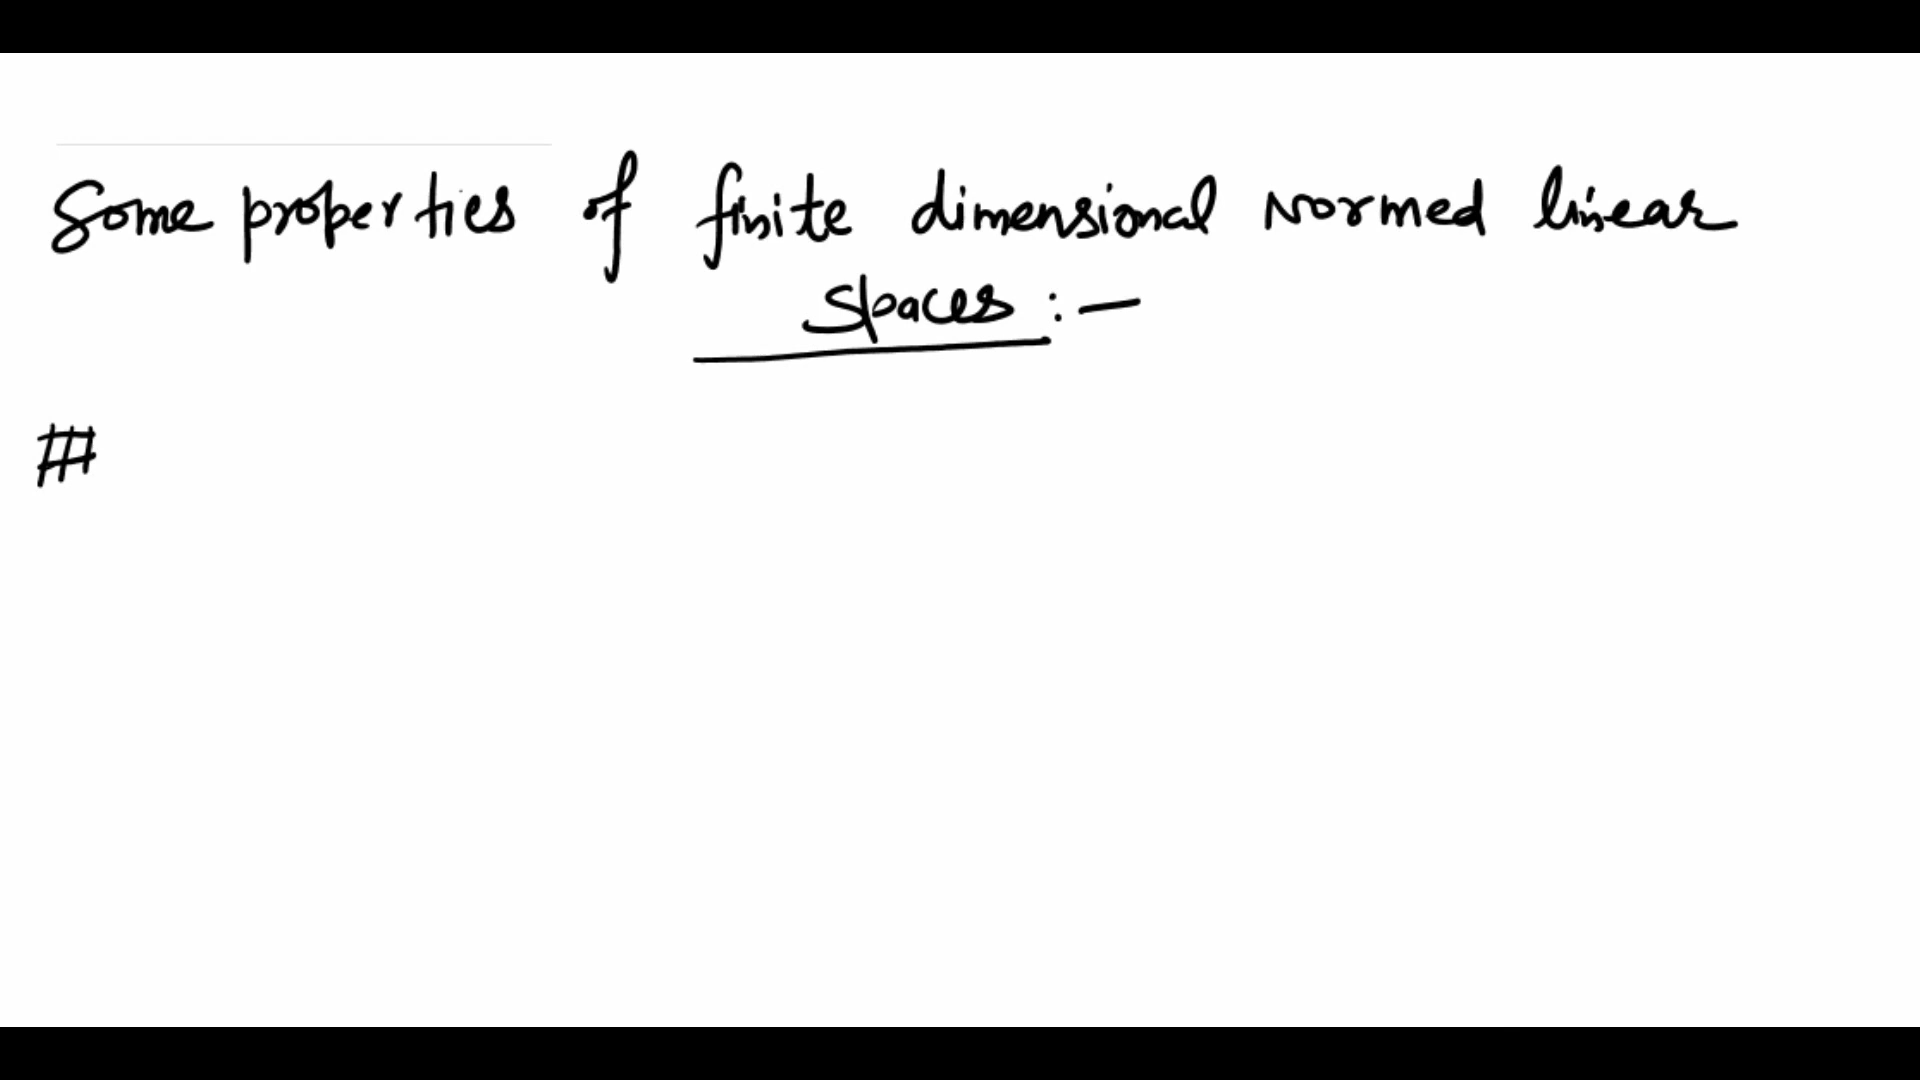 Some properties of finite dimensional Normed linear
spaces : —
#